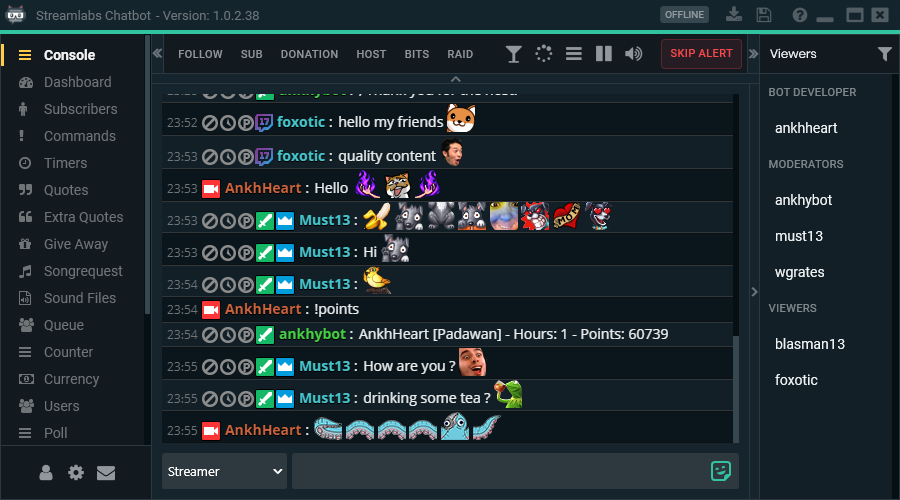 Streamlabs Chatbot - Version: 1.0.2.38
OFFLINE
Console
Dashboard
Subscribers
Commands
Timers
Quotes
Extra Quotes
Give Away
Songrequest
Sound Files
Queue
Counter
Currency
Users
Poll
FOLLOW SUB DONATION HOST BITS RAID SKIP ALERT
23:52 foxotic : hello my friends
23:53 foxotic : quality content
23:53 AnkhHeart : Hello
23:53 Must13 :
23:53 Must13 : Hi
23:54 Must13 :
23:54 AnkhHeart : !points
23:54 ankhybot : AnkhHeart [Padawan] - Hours: 1 - Points: 60739
23:55 Must13 : How are you ?
23:55 Must13 : drinking some tea ?
23:55 AnkhHeart :
Streamer
Viewers
BOT DEVELOPER
ankhheart
MODERATORS
ankhybot
must13
wgrates
VIEWERS
blasman13
foxotic